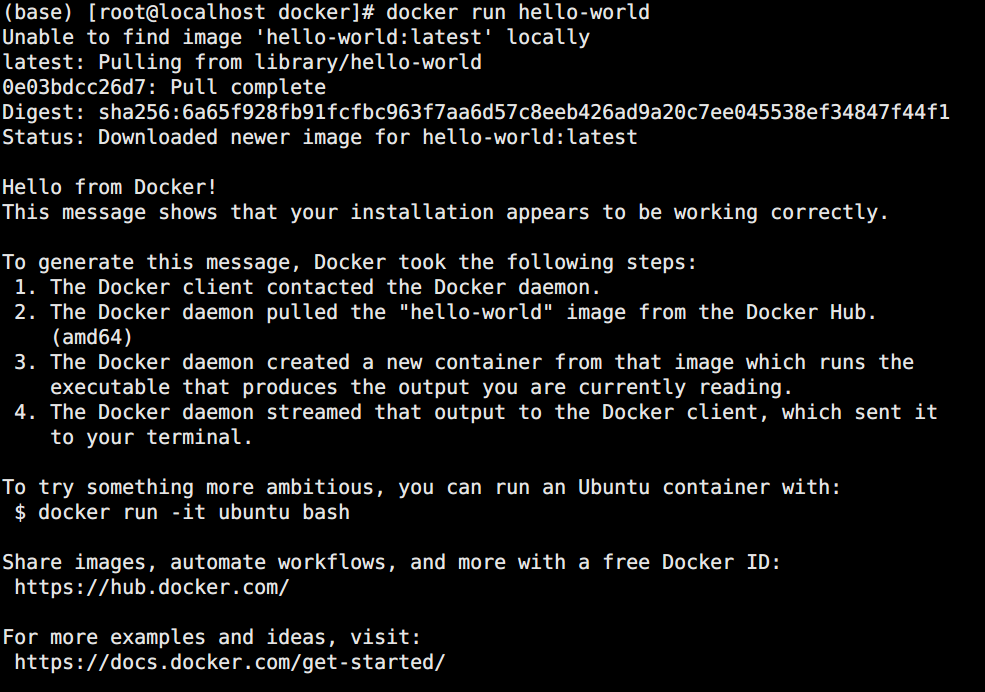 (base) [root@localhost docker]# docker run hello-world
Unable to find image 'hello-world:latest' locally
latest: Pulling from library/hello-world
0e03bdcc26d7: Pull complete
Digest: sha256:6a65f928fb91fcfbc963f7aa6d57c8eeb426ad9a20c7ee045538ef34847f44f1
Status: Downloaded newer image for hello-world:latest

Hello from Docker!
This message shows that your installation appears to be working correctly.

To generate this message, Docker took the following steps:
 1. The Docker client contacted the Docker daemon.
 2. The Docker daemon pulled the "hello-world" image from the Docker Hub.
    (amd64)
 3. The Docker daemon created a new container from that image which runs the
    executable that produces the output you are currently reading.
 4. The Docker daemon streamed that output to the Docker client, which sent it
    to your terminal.

To try something more ambitious, you can run an Ubuntu container with:
 $ docker run -it ubuntu bash

Share images, automate workflows, and more with a free Docker ID:
 https://hub.docker.com/

For more examples and ideas, visit:
 https://docs.docker.com/get-started/